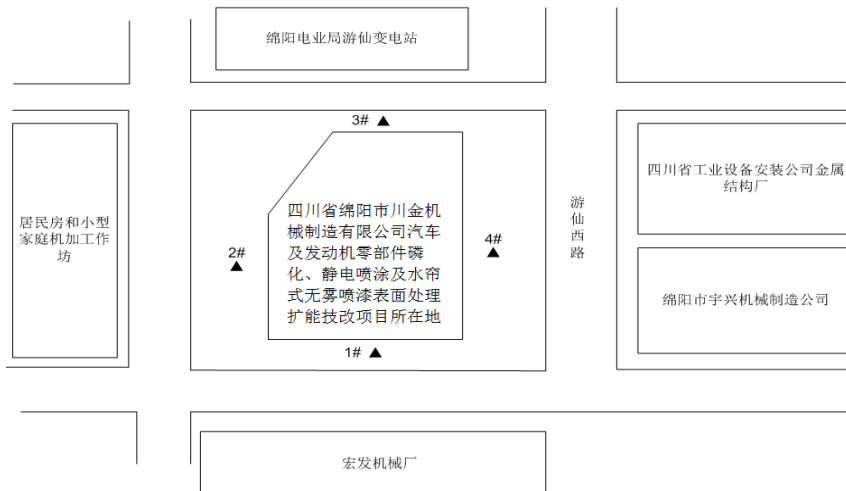 绵阳电业局游仙变电站
3# ▲
四川省工业设备安装公司金属
结构厂
居民房和小型
家庭机加工作
坊
四川省绵阳市川金机
械制造有限公司汽车
及发动机零部件磷
化、静电喷涂及水帘
式无雾喷漆表面处理
扩能技改项目所在地
2#
▲
4#
▲
游
仙
西
路
绵阳市宇兴机械制造公司
1# ▲
宏发机械厂